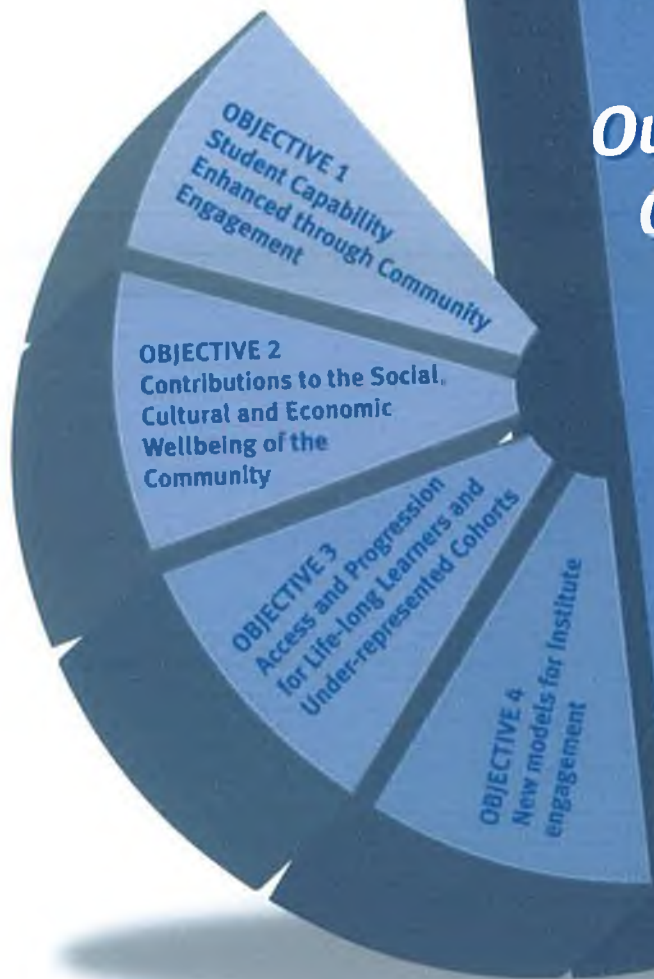 OBJECTIVE 1
Student Capability
Enhanced through Community
Engagement
OBJECTIVE 2
Contributions to the Social,
Cultural and Economic
Wellbeing of the
Community
OBJECTIVE 3
Access and Progression
for Life-long Learners and
Under-represented Cohorts
OBJECTIVE 4
New models for Institute
engagement